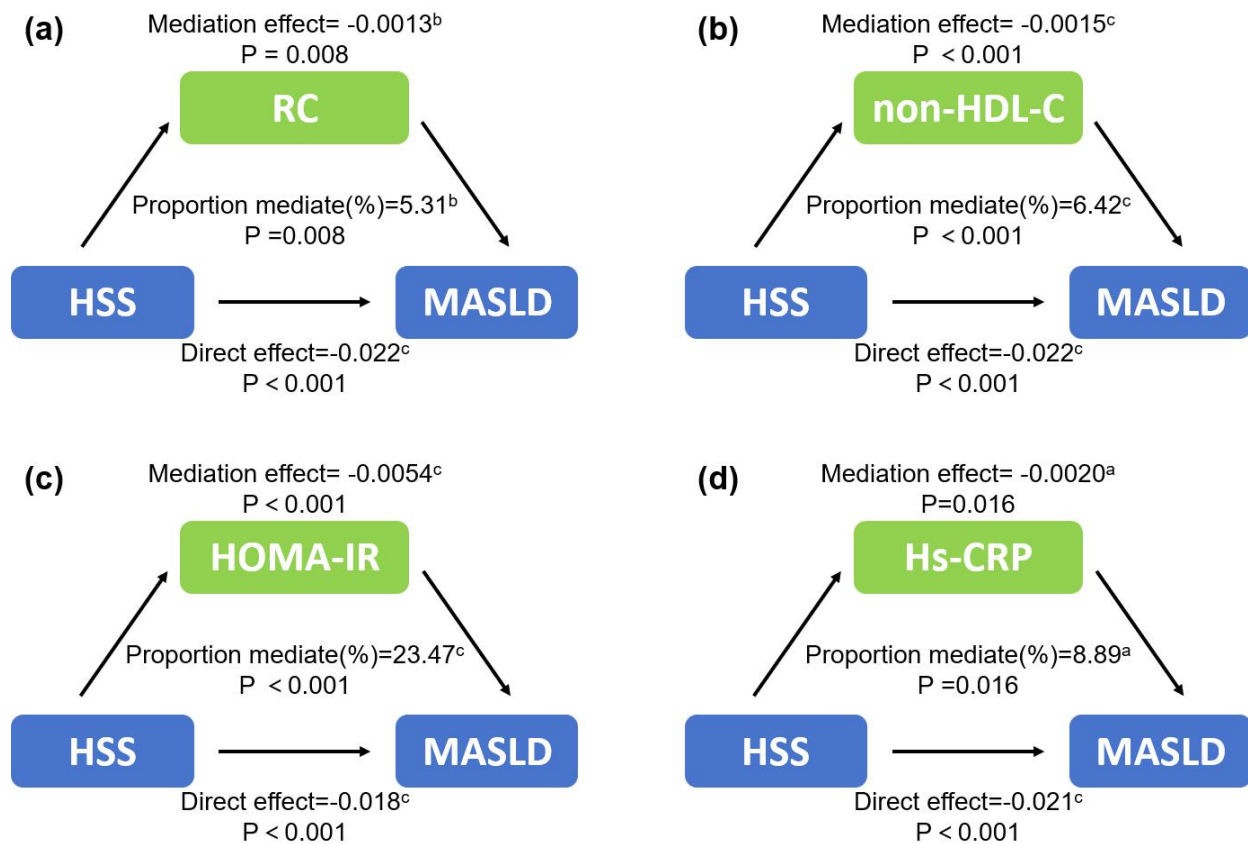 (a)
Mediation effect= -0.0013ᵇ
P = 0.008
RC
Proportion mediate(%)=5.31ᵇ
P =0.008
HSS
MASLD
Direct effect=-0.022ᶜ
P < 0.001
(b)
Mediation effect= -0.0015ᶜ
P < 0.001
non-HDL-C
Proportion mediate(%)=6.42ᶜ
P < 0.001
HSS
MASLD
Direct effect=-0.022ᶜ
P < 0.001
(c)
Mediation effect= -0.0054ᶜ
P < 0.001
HOMA-IR
Proportion mediate(%)=23.47ᶜ
P < 0.001
HSS
MASLD
Direct effect=-0.018ᶜ
P < 0.001
(d)
Mediation effect= -0.0020ᵃ
P=0.016
Hs-CRP
Proportion mediate(%)=8.89ᵃ
P =0.016
HSS
MASLD
Direct effect=-0.021ᶜ
P < 0.001